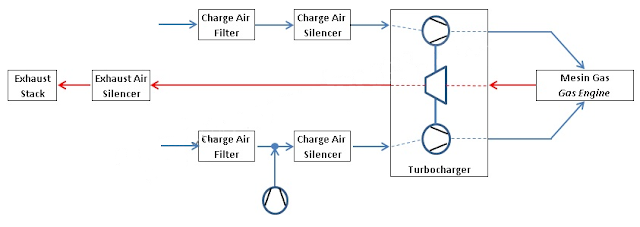 Charge Air
Filter
Charge Air
Silencer
Exhaust
Stack
Exhaust Air
Silencer
Mesin Gas
Gas Engine
Charge Air
Filter
Charge Air
Silencer
Turbocharger